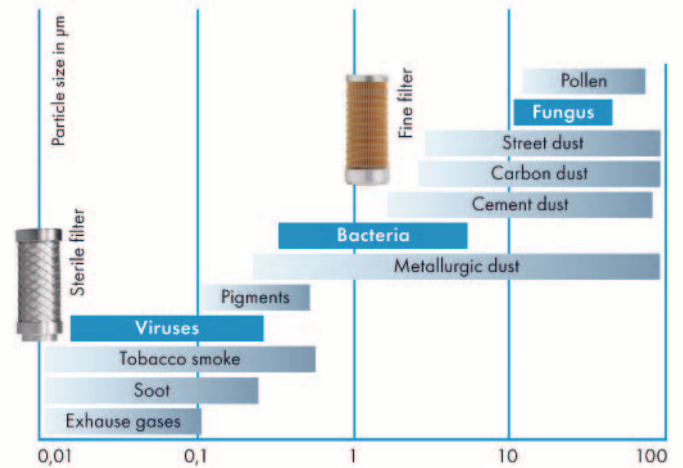 Particle size in µm
Pollen
Fungus
Fine filter
Street dust
Carbon dust
Cement dust
Bacteria
Sterile filter
Metallurgic dust
Pigments
Viruses
Tobacco smoke
Soot
Exhause gases
0,01 0,1 1 10 100